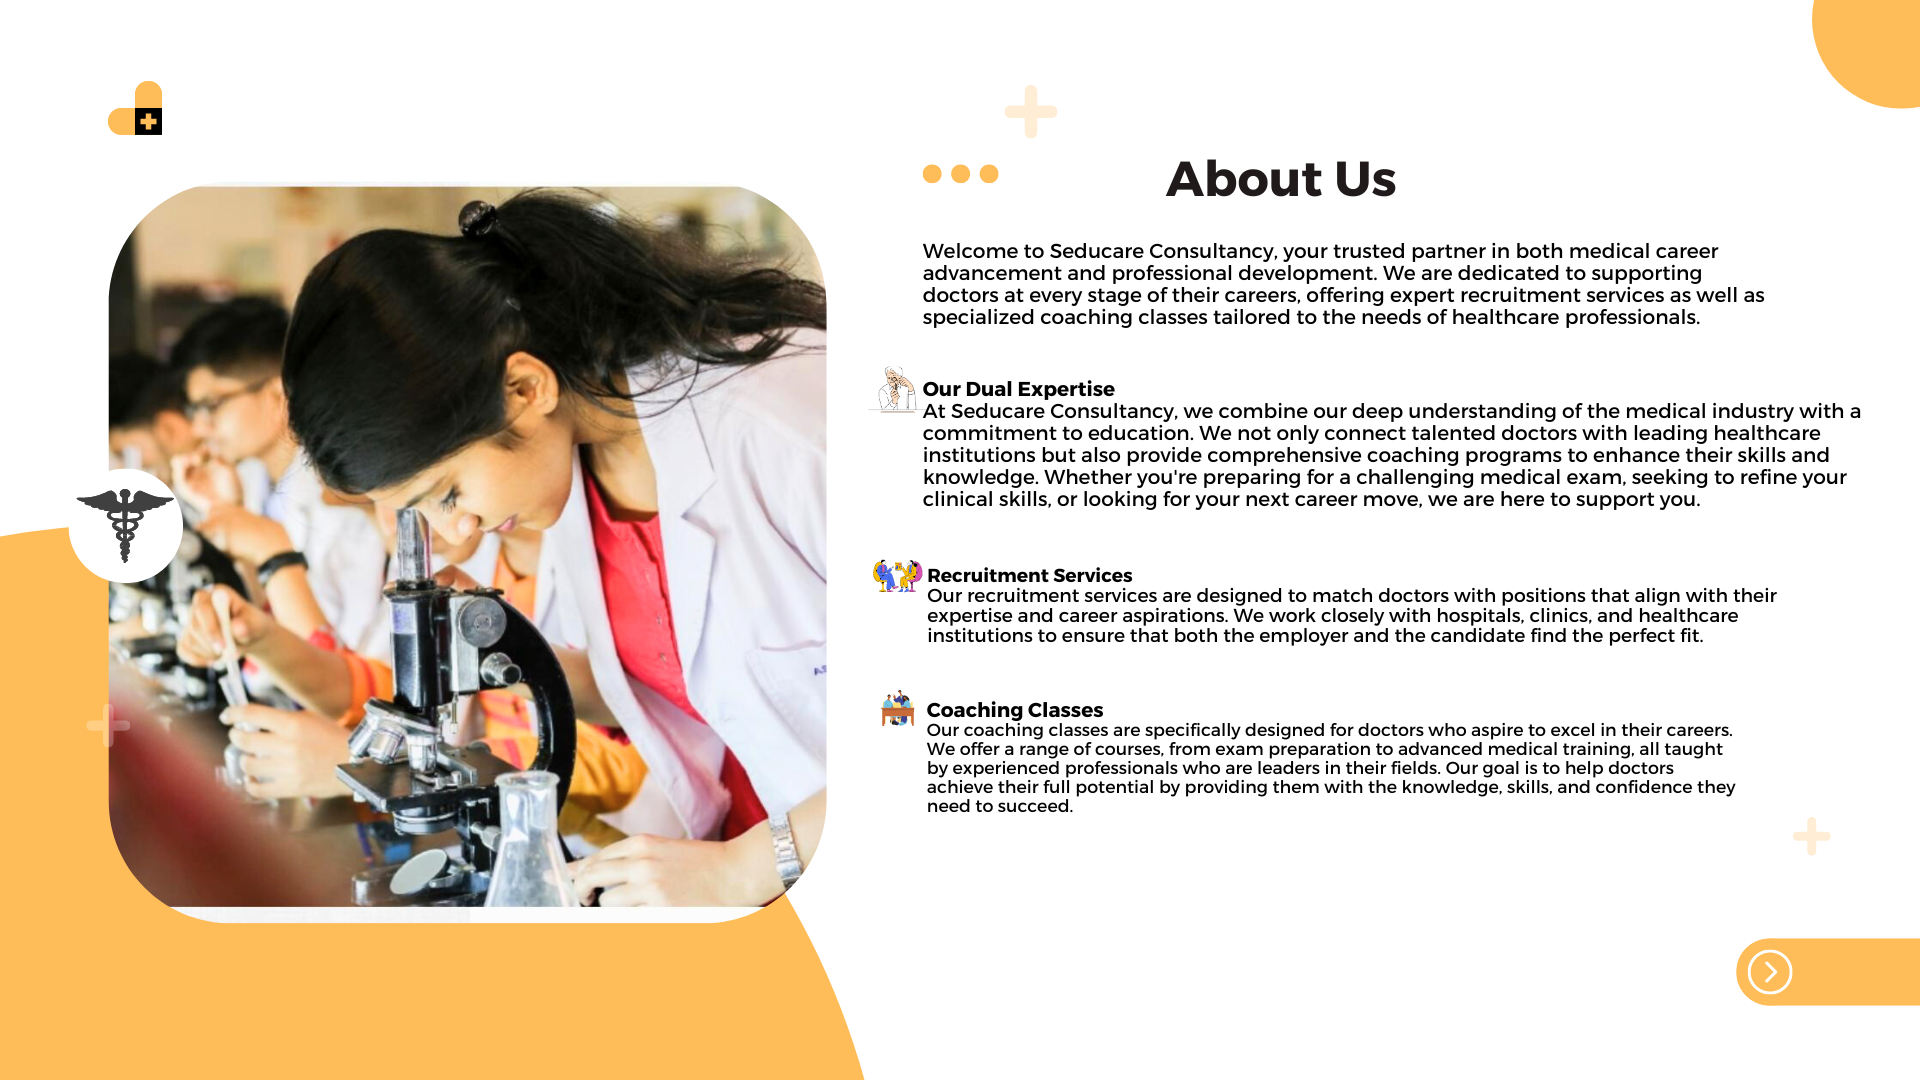 About Us
Welcome to Seducare Consultancy, your trusted partner in both medical career
advancement and professional development. We are dedicated to supporting
doctors at every stage of their careers, offering expert recruitment services as well as
specialized coaching classes tailored to the needs of healthcare professionals.
Our Dual Expertise
At Seducare Consultancy, we combine our deep understanding of the medical industry with a
commitment to education. We not only connect talented doctors with leading healthcare
institutions but also provide comprehensive coaching programs to enhance their skills and
knowledge. Whether you're preparing for a challenging medical exam, seeking to refine your
clinical skills, or looking for your next career move, we are here to support you.
Recruitment Services
Our recruitment services are designed to match doctors with positions that align with their
expertise and career aspirations. We work closely with hospitals, clinics, and healthcare
institutions to ensure that both the employer and the candidate find the perfect fit.
Coaching Classes
Our coaching classes are specifically designed for doctors who aspire to excel in their careers.
We offer a range of courses, from exam preparation to advanced medical training, all taught
by experienced professionals who are leaders in their fields. Our goal is to help doctors
achieve their full potential by providing them with the knowledge, skills, and confidence they
need to succeed.